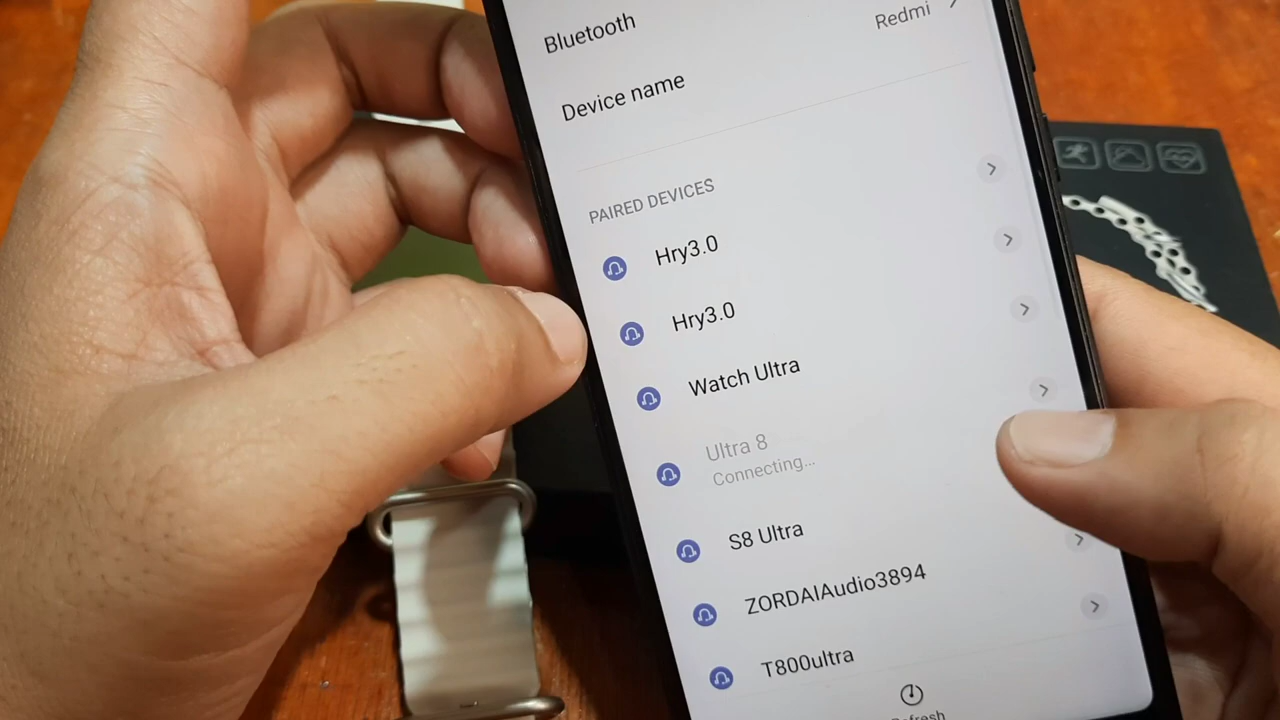 Bluetooth
Device name
Redmi
PAIRED DEVICES
Hry3.0
Hry3.0
Watch Ultra
Ultra 8
Connecting...
S8 Ultra
ZORDAIAudio3894
T800ultra
Refresh